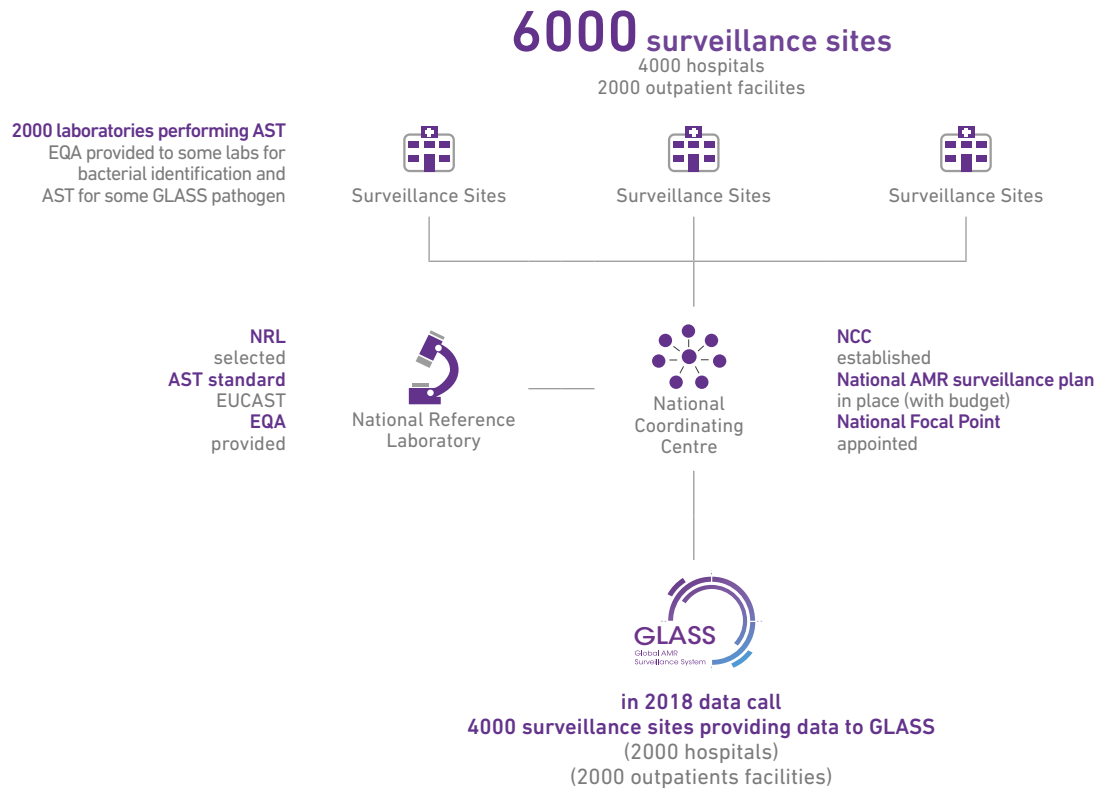 6000 surveillance sites
4000 hospitals
2000 outpatient facilites
2000 laboratories performing AST
EQA provided to some labs for
bacterial identification and
AST for some GLASS pathogen
Surveillance Sites
Surveillance Sites
Surveillance Sites
NRL
selected
AST standard
EUCAST
EQA
provided
National Reference
Laboratory
National
Coordinating
Centre
NCC
established
National AMR surveillance plan
in place (with budget)
National Focal Point
appointed
GLASS
Global AMR
Surveillance System
in 2018 data call
4000 surveillance sites providing data to GLASS
(2000 hospitals)
(2000 outpatients facilities)